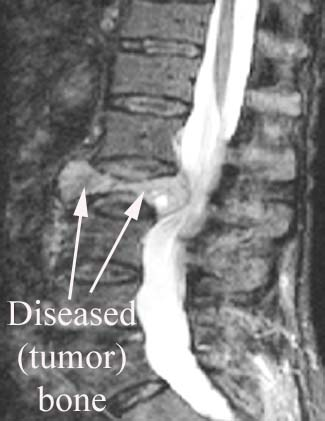 Diseased
(tumor)
bone